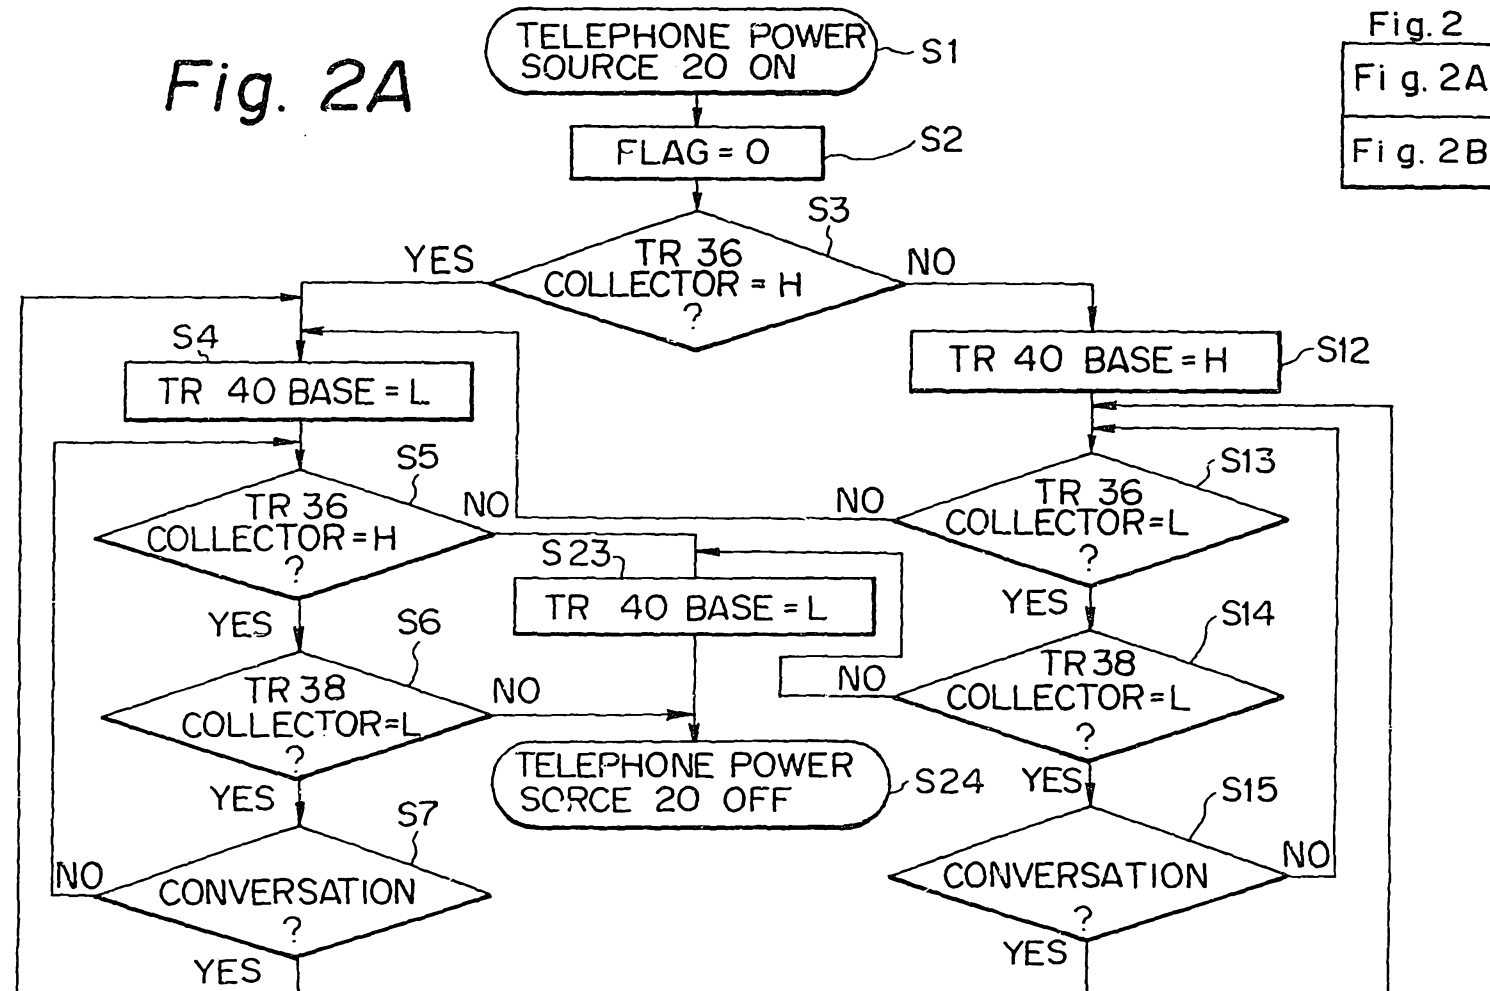 Fig. 2A
TELEPHONE POWER
SOURCE 20 ON
S1
Fig. 2
Fig. 2A
Fig. 2B
FLAG = 0
S2
S3
TR 36
COLLECTOR = H
?
YES
NO
S4
TR 40 BASE = L
TR 40 BASE = H
S12
S5
TR 36
COLLECTOR = H
?
NO
YES
S13
TR 36
COLLECTOR = L
?
NO
YES
S23
TR 40 BASE = L
S6
TR 38
COLLECTOR = L
?
NO
YES
S14
TR 38
COLLECTOR = L
?
NO
YES
TELEPHONE POWER
SORCE 20 OFF
S24
S7
CONVERSATION
?
NO
YES
S15
CONVERSATION
?
NO
YES